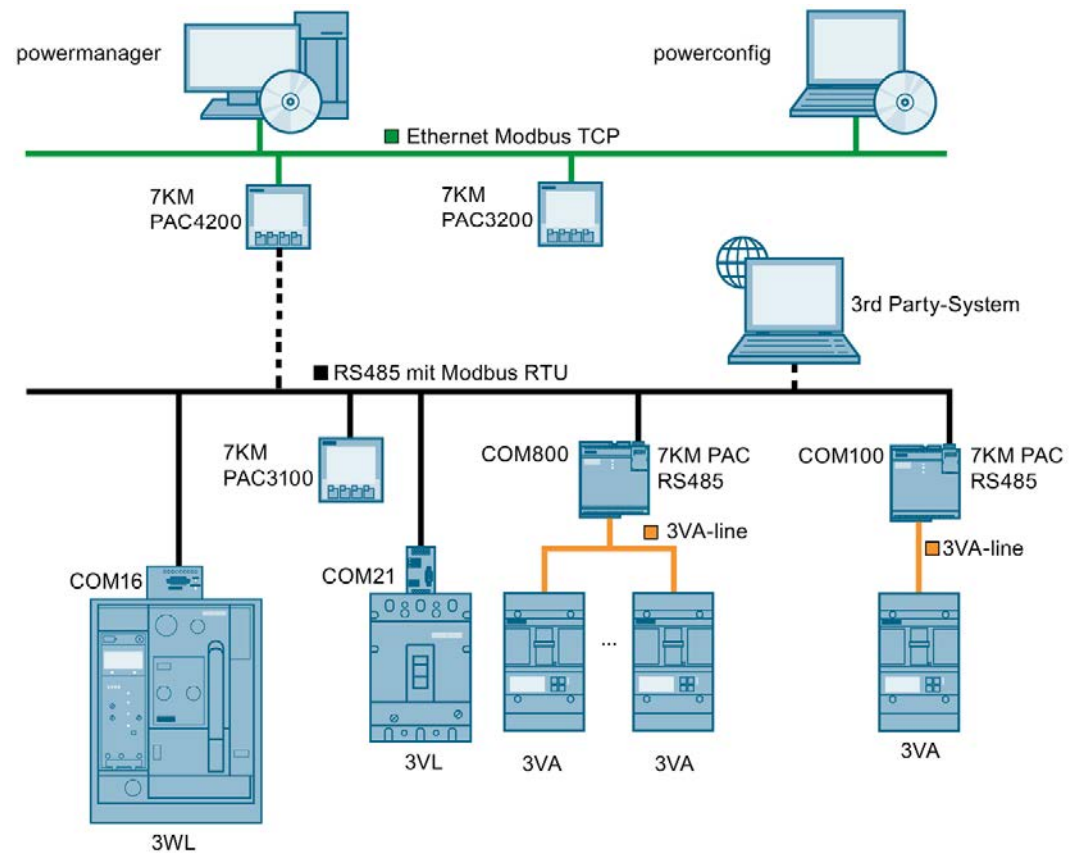 powermanager
powerconfig
Ethernet Modbus TCP
7KM
PAC4200
7KM
PAC3200
3rd Party-System
RS485 mit Modbus RTU
7KM
PAC3100
COM800
7KM PAC
RS485
COM100
7KM PAC
RS485
3VA-line
3VA-line
COM16
COM21
...
3VL
3VA
3VA
3VA
3WL